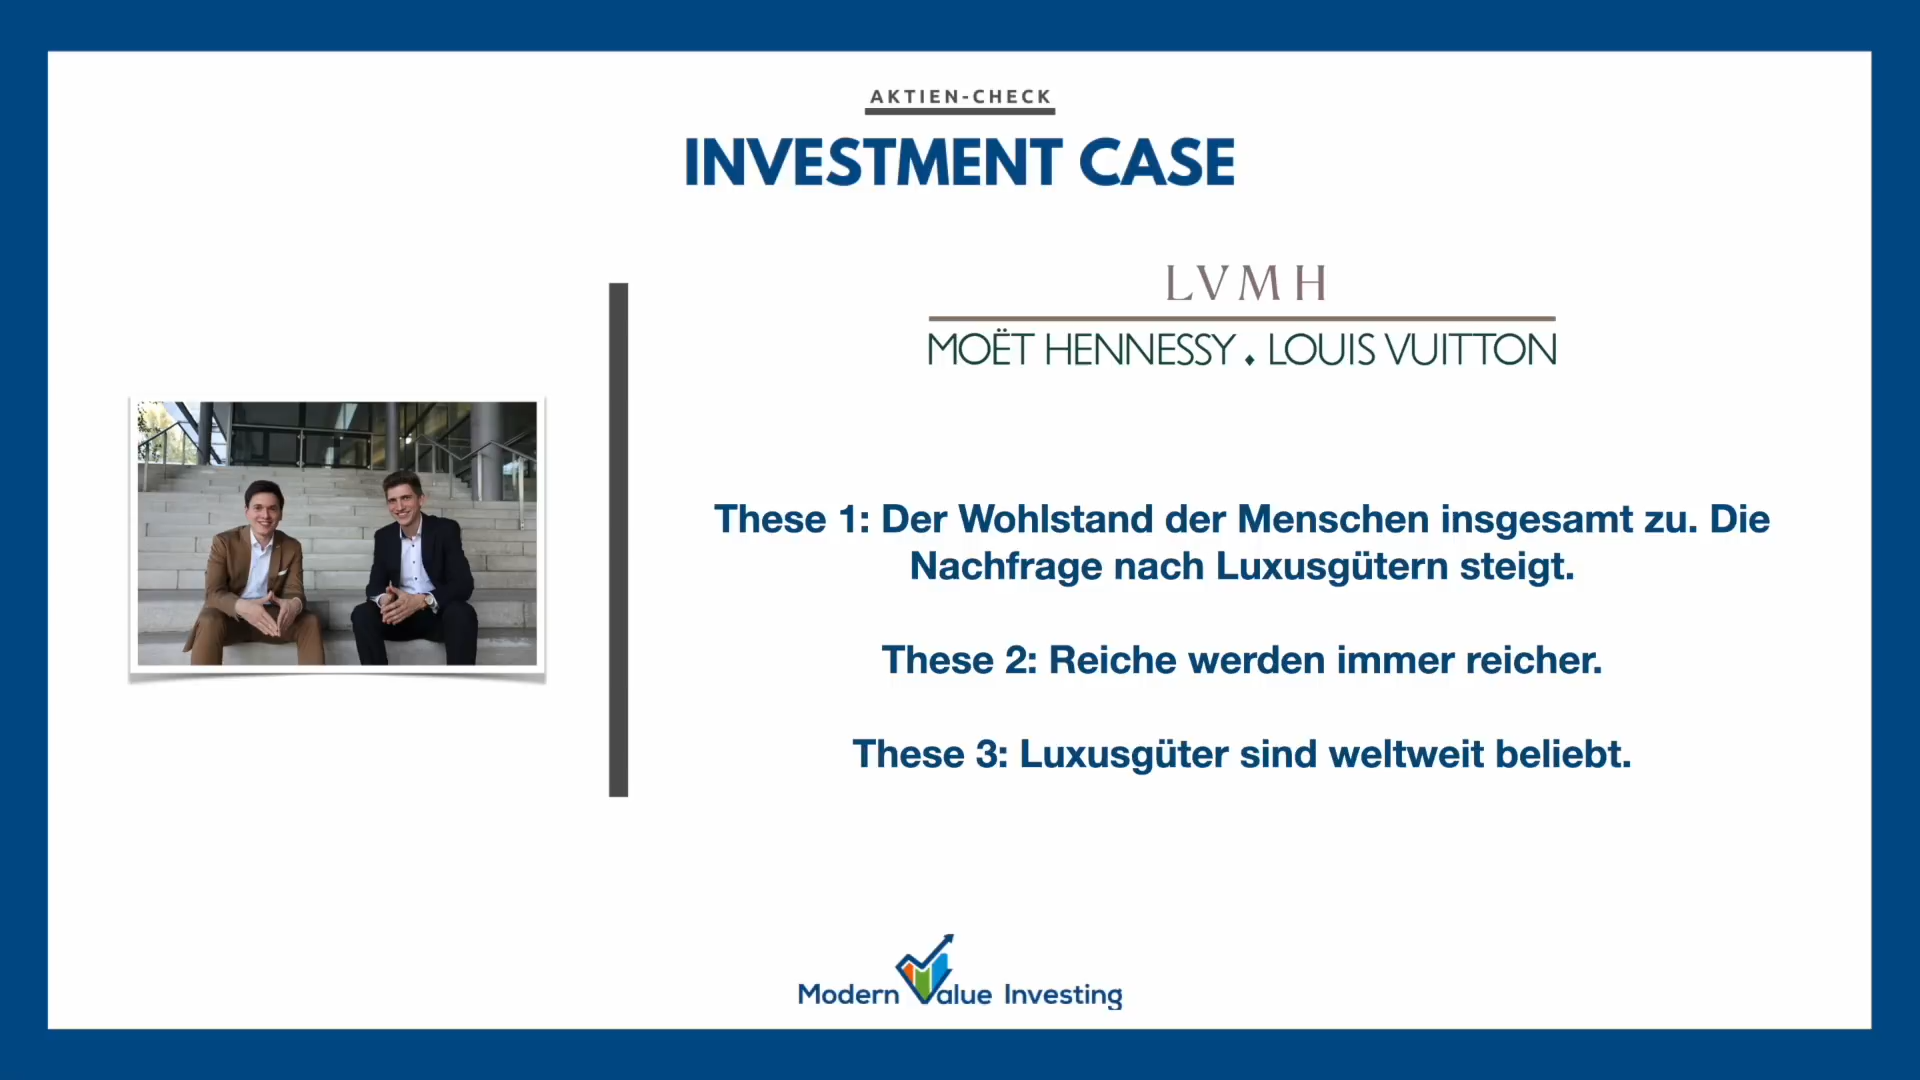 AKTIEN-CHECK
INVESTMENT CASE
LVMH
MOËT HENNESSY . LOUIS VUITTON
These 1: Der Wohlstand der Menschen insgesamt zu. Die
Nachfrage nach Luxusgütern steigt.
These 2: Reiche werden immer reicher.
These 3: Luxusgüter sind weltweit beliebt.
Modern Value Investing